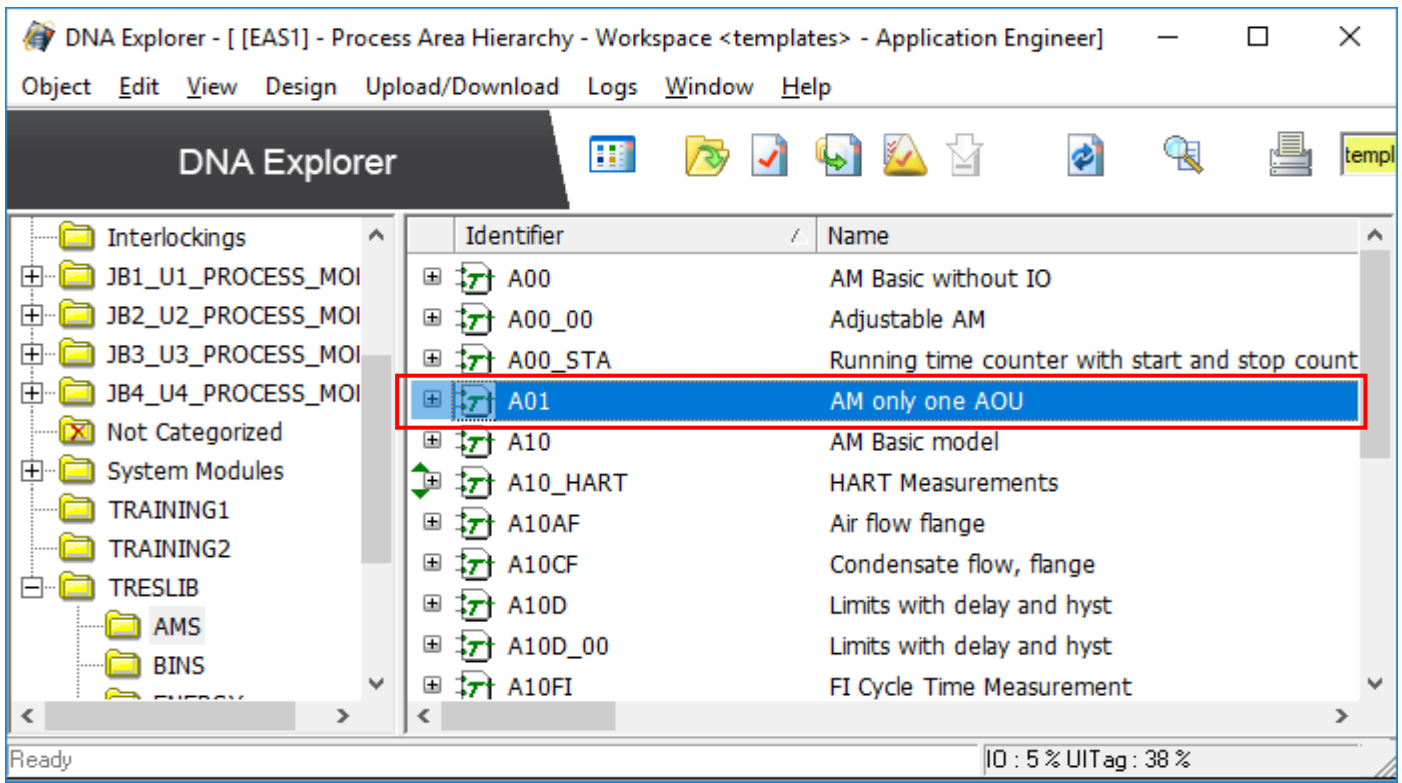 DNA Explorer - [ [EAS1] - Process Area Hierarchy - Workspace <templates> - Application Engineer]
Object Edit View Design Upload/Download Logs Window Help
DNA Explorer
templ
Interlockings
JB1_U1_PROCESS_MOI
JB2_U2_PROCESS_MOI
JB3_U3_PROCESS_MOI
JB4_U4_PROCESS_MOI
Not Categorized
System Modules
TRAINING1
TRAINING2
TRESLIB
AMS
BINS
Identifier Name
A00 AM Basic without IO
A00_00 Adjustable AM
A00_STA Running time counter with start and stop count
A01 AM only one AOU
A10 AM Basic model
A10_HART HART Measurements
A10AF Air flow flange
A10CF Condensate flow, flange
A10D Limits with delay and hyst
A10D_00 Limits with delay and hyst
A10FI FI Cycle Time Measurement
Ready
IO : 5 % UITag : 38 %